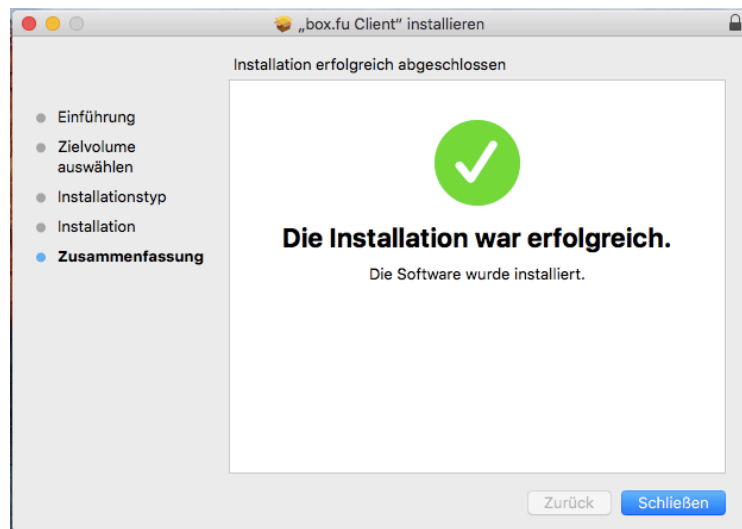 „box.fu Client“ installieren
Installation erfolgreich abgeschlossen
Einführung
Zielvolume
auswählen
Installationstyp
Installation
Zusammenfassung
Die Installation war erfolgreich.
Die Software wurde installiert.
Zurück
Schließen